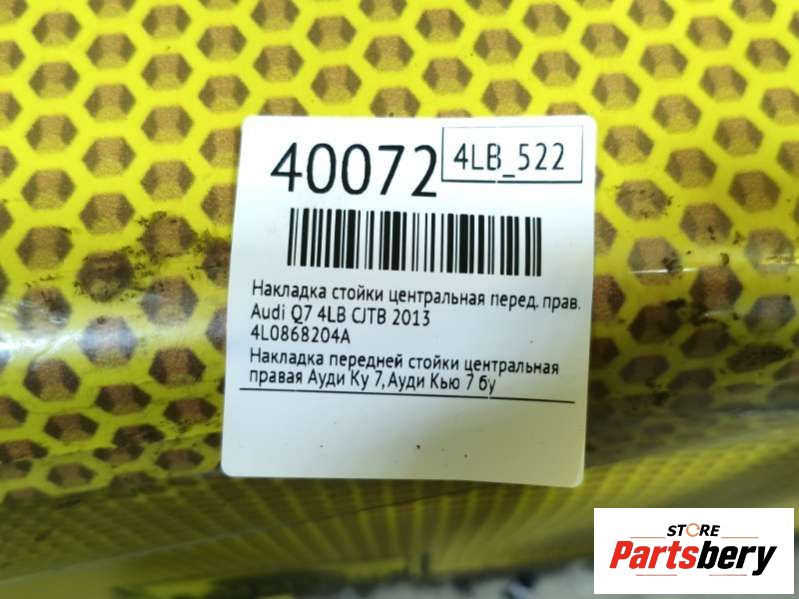 40072
4LB_522
Накладка стойки центральная перед. прав.
Audi Q7 4LB CJTB 2013
4L0868204A
Накладка передней стойки центральная
правая Ауди Ку 7, Ауди Кью 7 бу
STORE
Partsbery